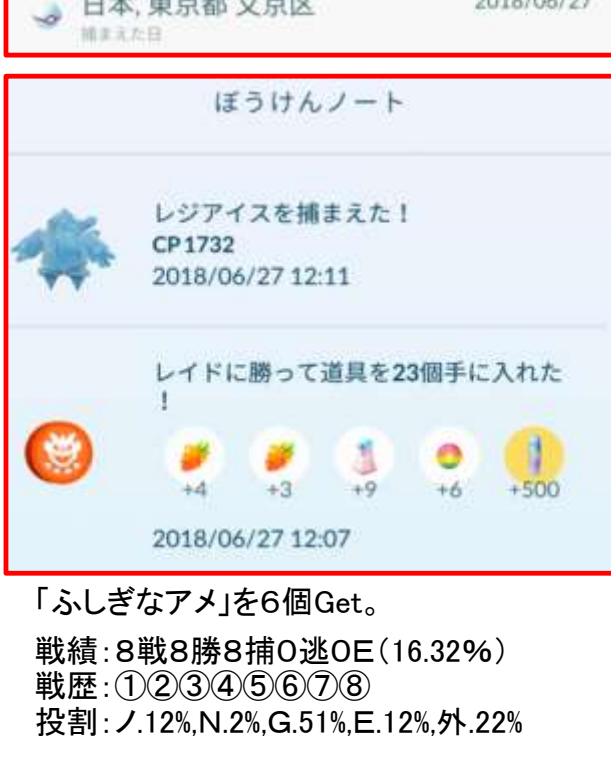 日本, 東京都 文京区 2018/06/27
捕まえた日
ぼうけんノート
レジアイスを捕まえた！
CP1732
2018/06/27 12:11
レイドに勝って道具を23個手に入れた
！
+4 +3 +9 +6 +500
2018/06/27 12:07
「ふしぎなアメ」を６個Get。
戦績：８戦８勝８捕０逃０Ｅ（16.32％）
戦歴：①②③④⑤⑥⑦⑧
投割：ノ.12%,N.2%,G.51%,E.12%,外.22%